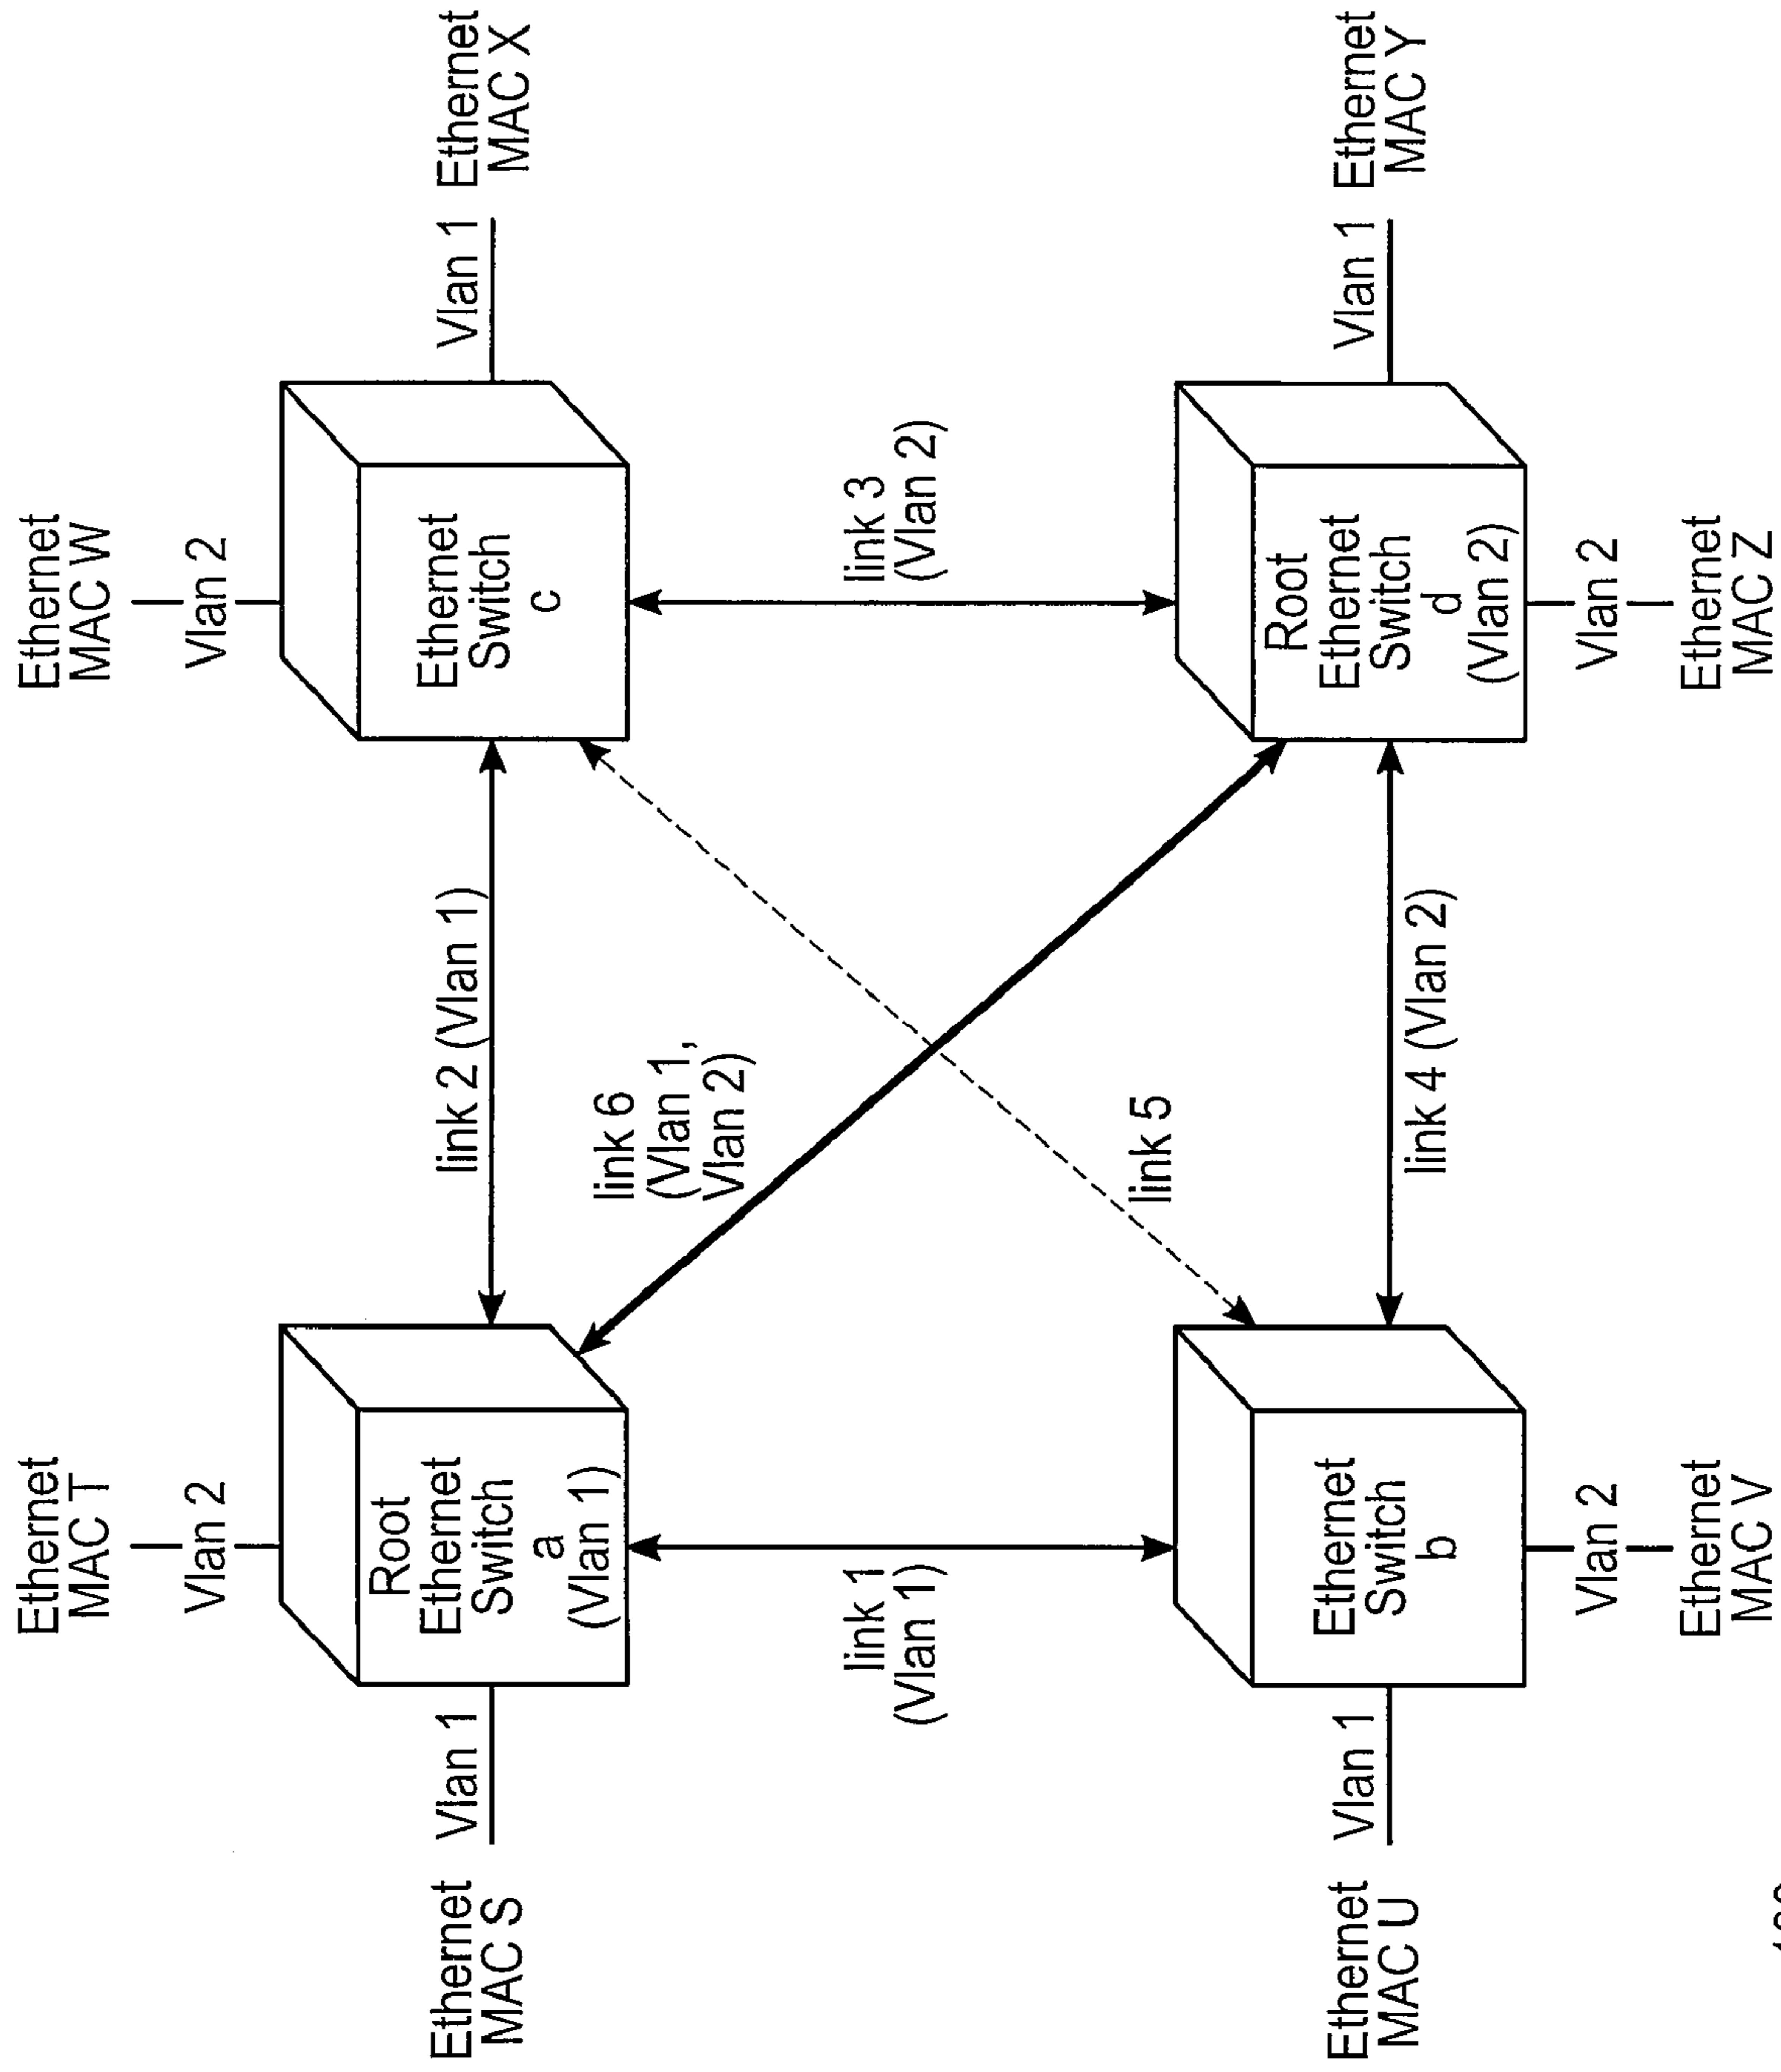 Ethernet
MAC T
Vlan 2
Ethernet
MAC W
Vlan 2
Ethernet
MAC S
Vlan 1
Root
Ethernet
Switch
a
(Vlan 1)
link 2 (Vlan 1)
Ethernet
Switch
c
Vlan 1
Ethernet
MAC X
link 6
(Vlan 1,
Vlan 2)
link 1
(Vlan 1)
link 3
(Vlan 2)
link 5
Ethernet
MAC U
Vlan 1
Ethernet
Switch
b
link 4 (Vlan 2)
Root
Ethernet
Switch
d
(Vlan 2)
Vlan 1
Ethernet
MAC Y
Vlan 2
Ethernet
MAC V
Vlan 2
Ethernet
MAC Z